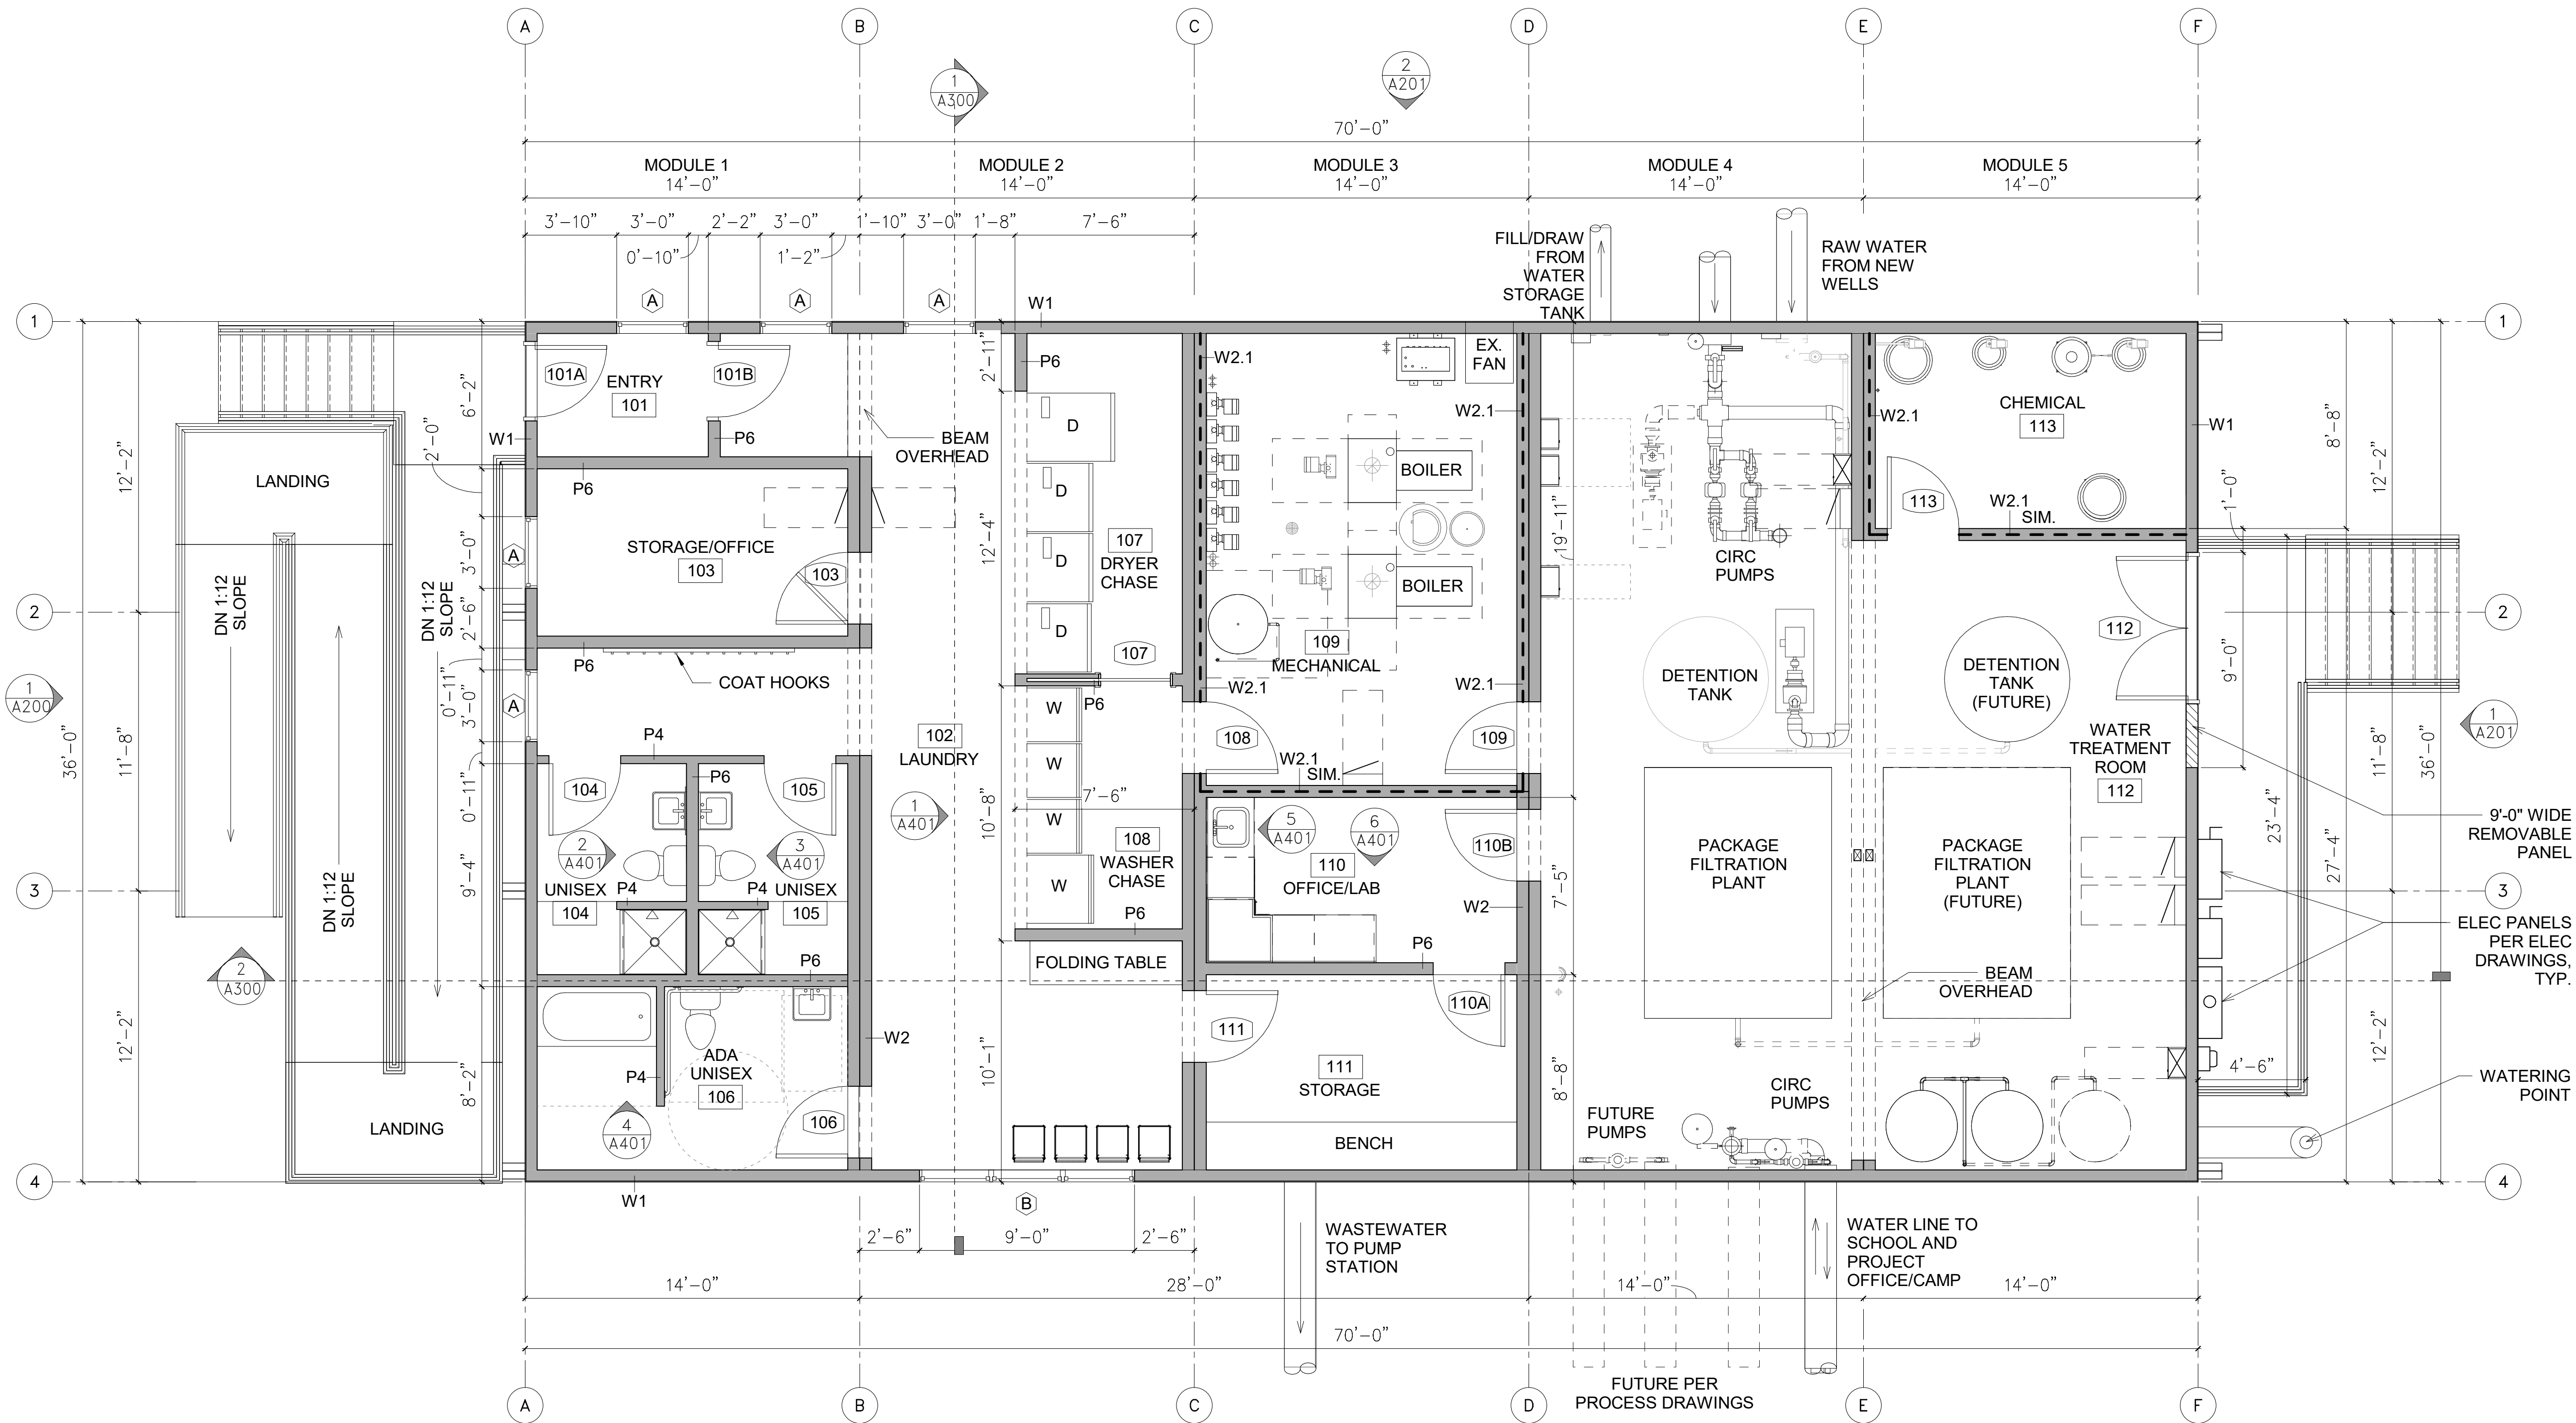 A
B
C
D
E
F
1
A300
2
A201
70'-0"
MODULE 1
MODULE 2
MODULE 3
MODULE 4
MODULE 5
14'-0"
14'-0"
14'-0"
14'-0"
14'-0"
3'-10"
3'-0"
2'-2"
3'-0"
1'-10"
3'-0"
1'-8"
7'-6"
0'-10"
1'-2"
FILL/DRAW
FROM
WATER
STORAGE
TANK
RAW WATER
FROM NEW
WELLS
A
A
A
W1
1
1
2'-11"
P6
W2.1
EX.
FAN
101A
101B
ENTRY
101
6'-2"
W1
P6
BEAM
OVERHEAD
D
W2.1
W2.1
CHEMICAL
113
W1
8'-8"
12'-2"
2'-0"
12'-2"
LANDING
P6
D
BOILER
113
W2.1
SIM.
1'-0"
12'-4"
19'-11"
STORAGE/OFFICE
103
103
3'-0"
A
D
107
DRYER
CHASE
BOILER
CIRC
PUMPS
DN 1:12
SLOPE
DN 1:12
SLOPE
2
2
2'-6"
D
109
MECHANICAL
107
112
P6
COAT HOOKS
0'-11"
3'-0"
A
W2.1
W2.1
P6
DETENTION
TANK
DETENTION
TANK
(FUTURE)
9'-0"
1
A200
1
A201
36'-0"
11'-8"
P4
102
LAUNDRY
W
108
109
WATER
TREATMENT
ROOM
112
11'-8"
36'-0"
W2.1
SIM.
P6
0'-11"
104
105
W
7'-6"
10'-8"
1
A401
2
A401
3
A401
W
5
A401
6
A401
110B
9'-0" WIDE
REMOVABLE
PANEL
23'-4"
27'-4"
108
WASHER
CHASE
110
OFFICE/LAB
PACKAGE
FILTRATION
PLANT
PACKAGE
FILTRATION
PLANT
(FUTURE)
9'-4"
UNISEX
104
P4
P4
UNISEX
105
W
3
3
DN 1:12
SLOPE
W2
7'-5"
P6
P6
P6
ELEC PANELS
PER ELEC
DRAWINGS,
TYP.
FOLDING TABLE
BEAM
OVERHEAD
2
A300
110A
111
W2
ADA
UNISEX
106
P4
10'-1"
12'-2"
8'-2"
111
STORAGE
8'-8"
12'-2"
4'-6"
WATERING
POINT
CIRC
PUMPS
FUTURE
PUMPS
LANDING
4
A401
106
BENCH
4
4
W1
B
2'-6"
9'-0"
2'-6"
WASTEWATER
TO PUMP
STATION
WATER LINE TO
SCHOOL AND
PROJECT
OFFICE/CAMP
14'-0"
28'-0"
14'-0"
14'-0"
70'-0"
FUTURE PER
PROCESS DRAWINGS
A
B
C
D
E
F